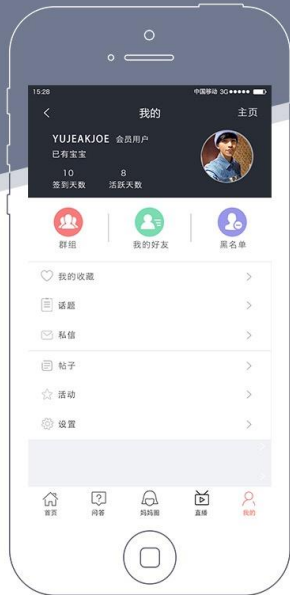 15:28 中国移动 3G
我的 主页
YUJEAKJOE 会员用户
已有宝宝
10 8
签到天数 活跃天数
群组 我的好友 黑名单
我的收藏
话题
私信
帖子
活动
设置
首页 问答 妈妈圈 直播 我的